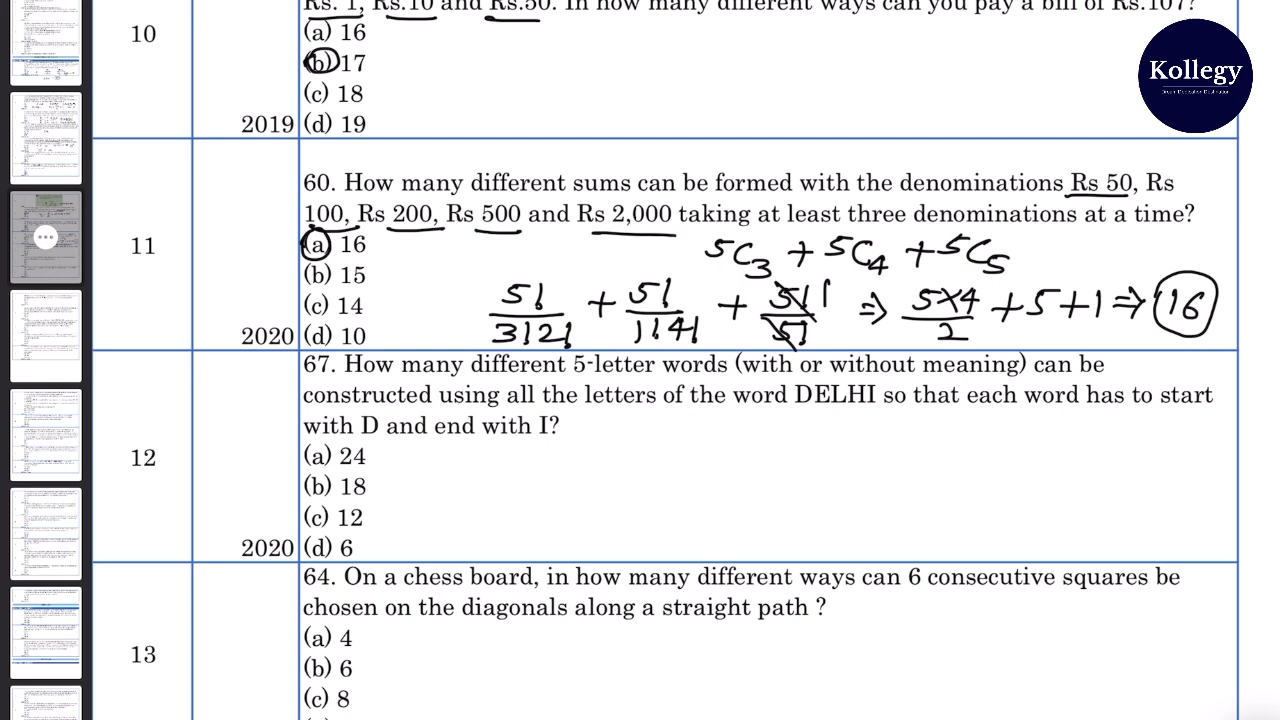 Rs. 1, Rs.10 and Rs.50. In how many different ways can you pay a bill of Rs.107?
10
(a) 16
(b) 17
(c) 18
2019 (d) 19
Kollegy
Dream Dedication Destination
60. How many different sums can be formed with the denominations Rs 50, Rs
100, Rs 200, Rs 500 and Rs 2,000 taking at least three denominations at a time?
11
(a) 16
(b) 15
(c) 14
2020 (d) 10
5C3 + 5C4 + 5C5
5!/3!2! + 5!/1!4! + 5!/5! 1 ⇒ 5×4/2 + 5 + 1 ⇒ 16
67. How many different 5-letter words (with or without meaning) can be
constructed using all the letters of the word DELHI so that each word has to start
with D and end with I?
12
(a) 24
(b) 18
(c) 12
2020 (d) 6
64. On a chess board, in how many different ways can 6 consecutive squares be
chosen on the diagonals along a straight path ?
13
(a) 4
(b) 6
(c) 8